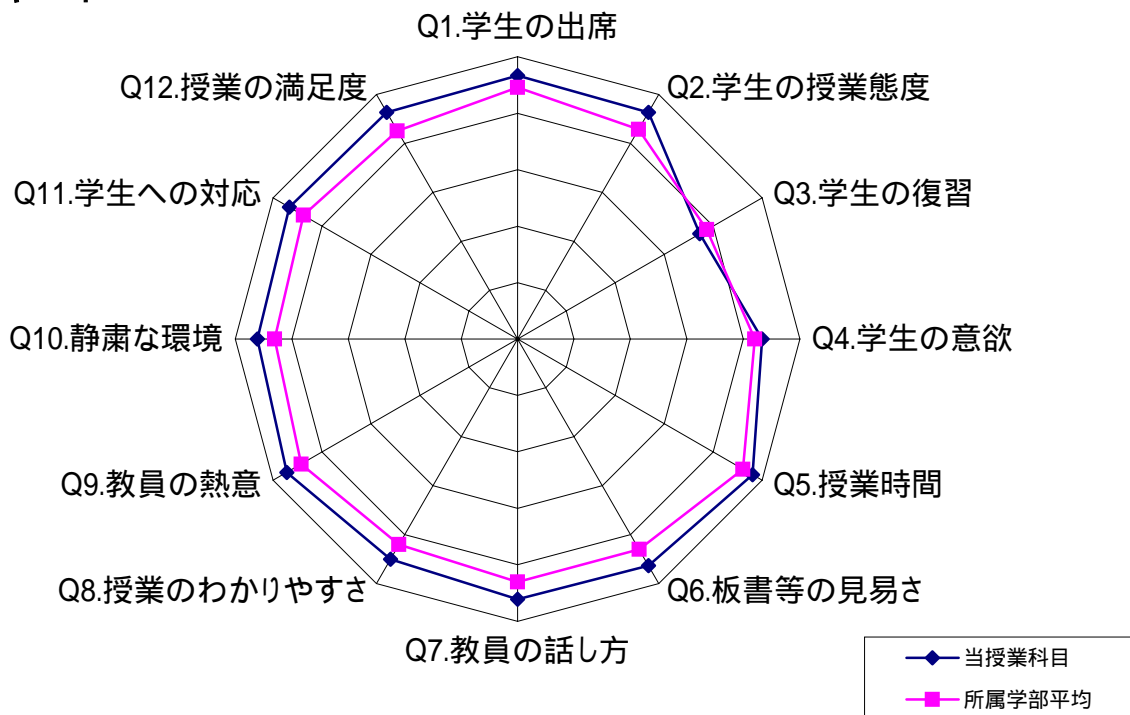 Q1.学生の出席
Q2.学生の授業態度
Q3.学生の復習
Q4.学生の意欲
Q5.授業時間
Q6.板書等の見易さ
Q7.教員の話し方
Q8.授業のわかりやすさ
Q9.教員の熱意
Q10.静粛な環境
Q11.学生への対応
Q12.授業の満足度
当授業科目
所属学部平均